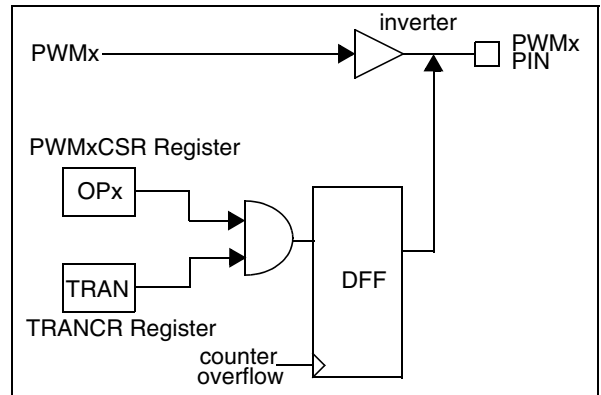 inverter
PWMx
PWMx
PIN
PWMxCSR Register
OPx
TRAN
TRANCR Register
DFF
counter
overflow